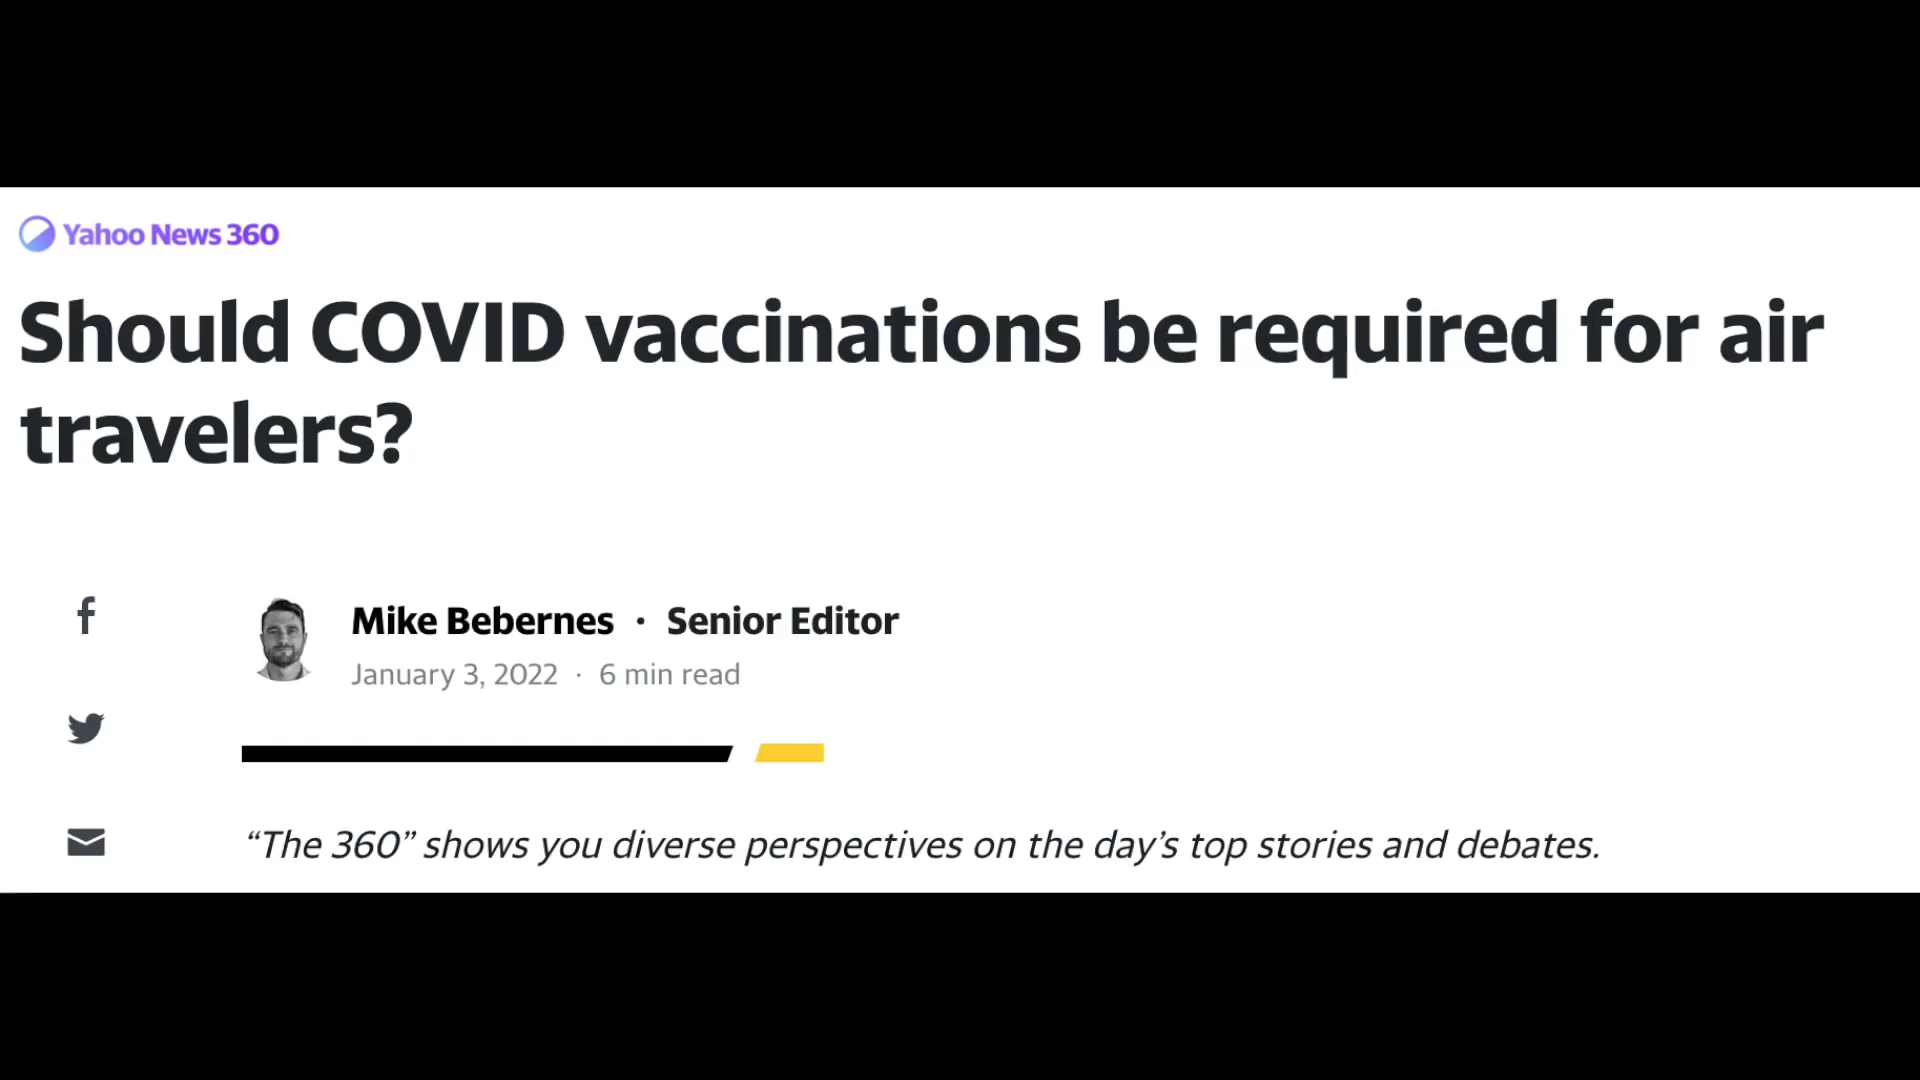 Yahoo News 360
Should COVID vaccinations be required for air
travelers?
Mike Bebernes · Senior Editor
January 3, 2022 · 6 min read
“The 360” shows you diverse perspectives on the day’s top stories and debates.